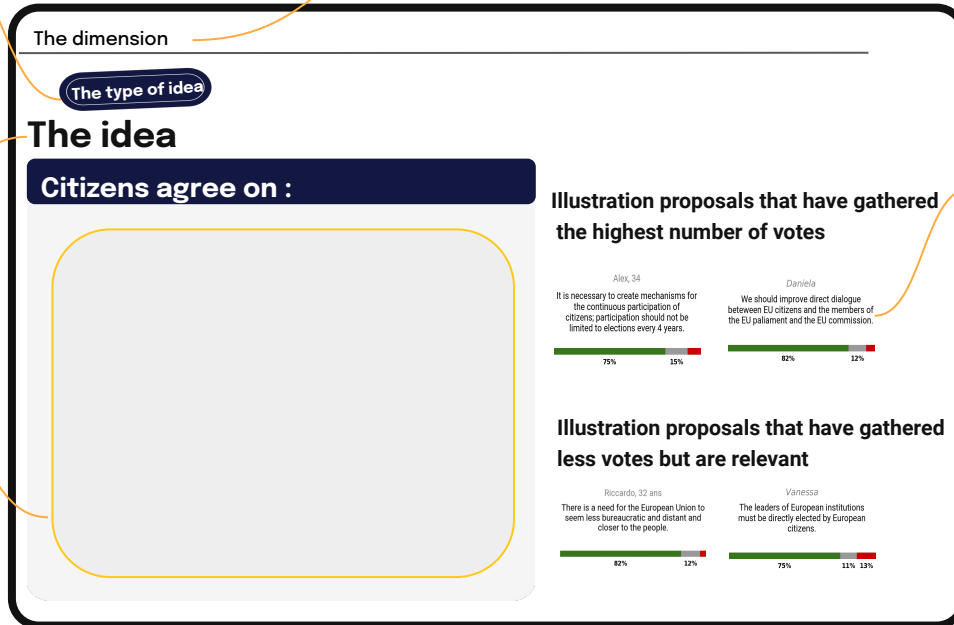 The dimension
The type of idea
The idea
Citizens agree on :
Illustration proposals that have gathered
the highest number of votes
Alex, 34
It is necessary to create mechanisms for
the continuous participation of
citizens; participation should not be
limited to elections every 4 years.
75% 15%
Daniela
We should improve direct dialogue
beteween EU citizens and the members of
the EU paliament and the EU commission.
82% 12%
Illustration proposals that have gathered
less votes but are relevant
Riccardo, 32 ans
There is a need for the European Union to
seem less bureaucratic and distant and
closer to the people.
82% 12%
Vanessa
The leaders of European institutions
must be directly elected by European
citizens.
75% 11% 13%